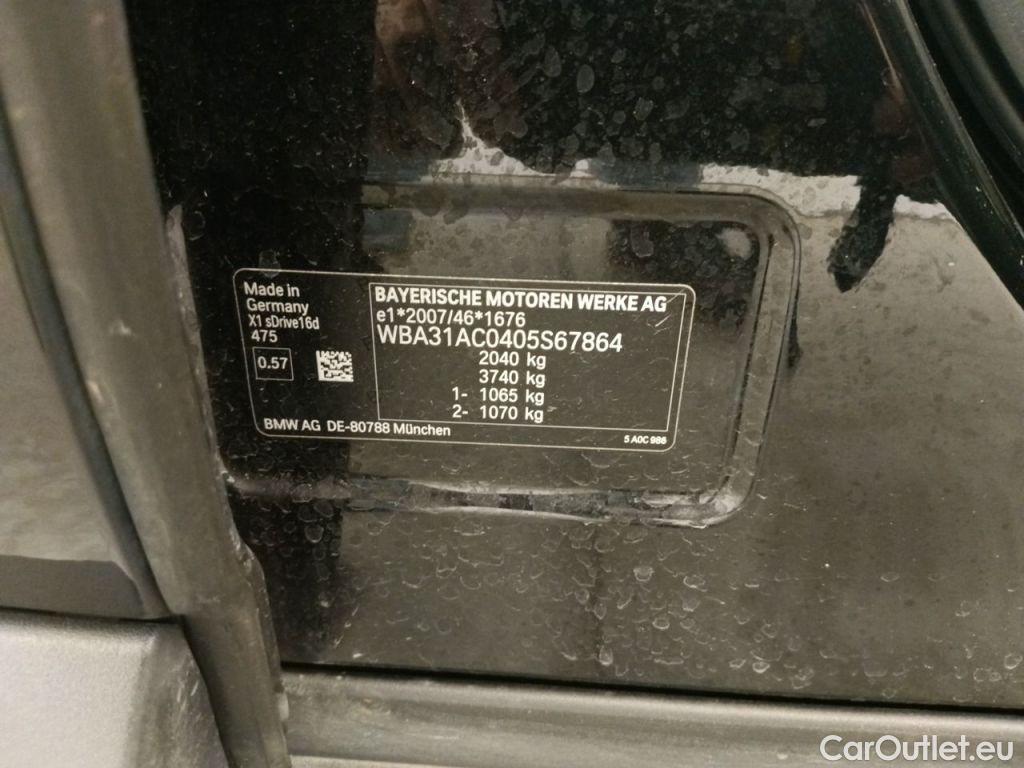 Made in
Germany
X1 sDrive16d
475
0.57
BMW AG DE-80788 München
BAYERISCHE MOTOREN WERKE AG
e1*2007/46*1676
WBA31AC0405S67864
2040 kg
3740 kg
1- 1065 kg
2- 1070 kg
5 A0C 986
CarOutlet.eu